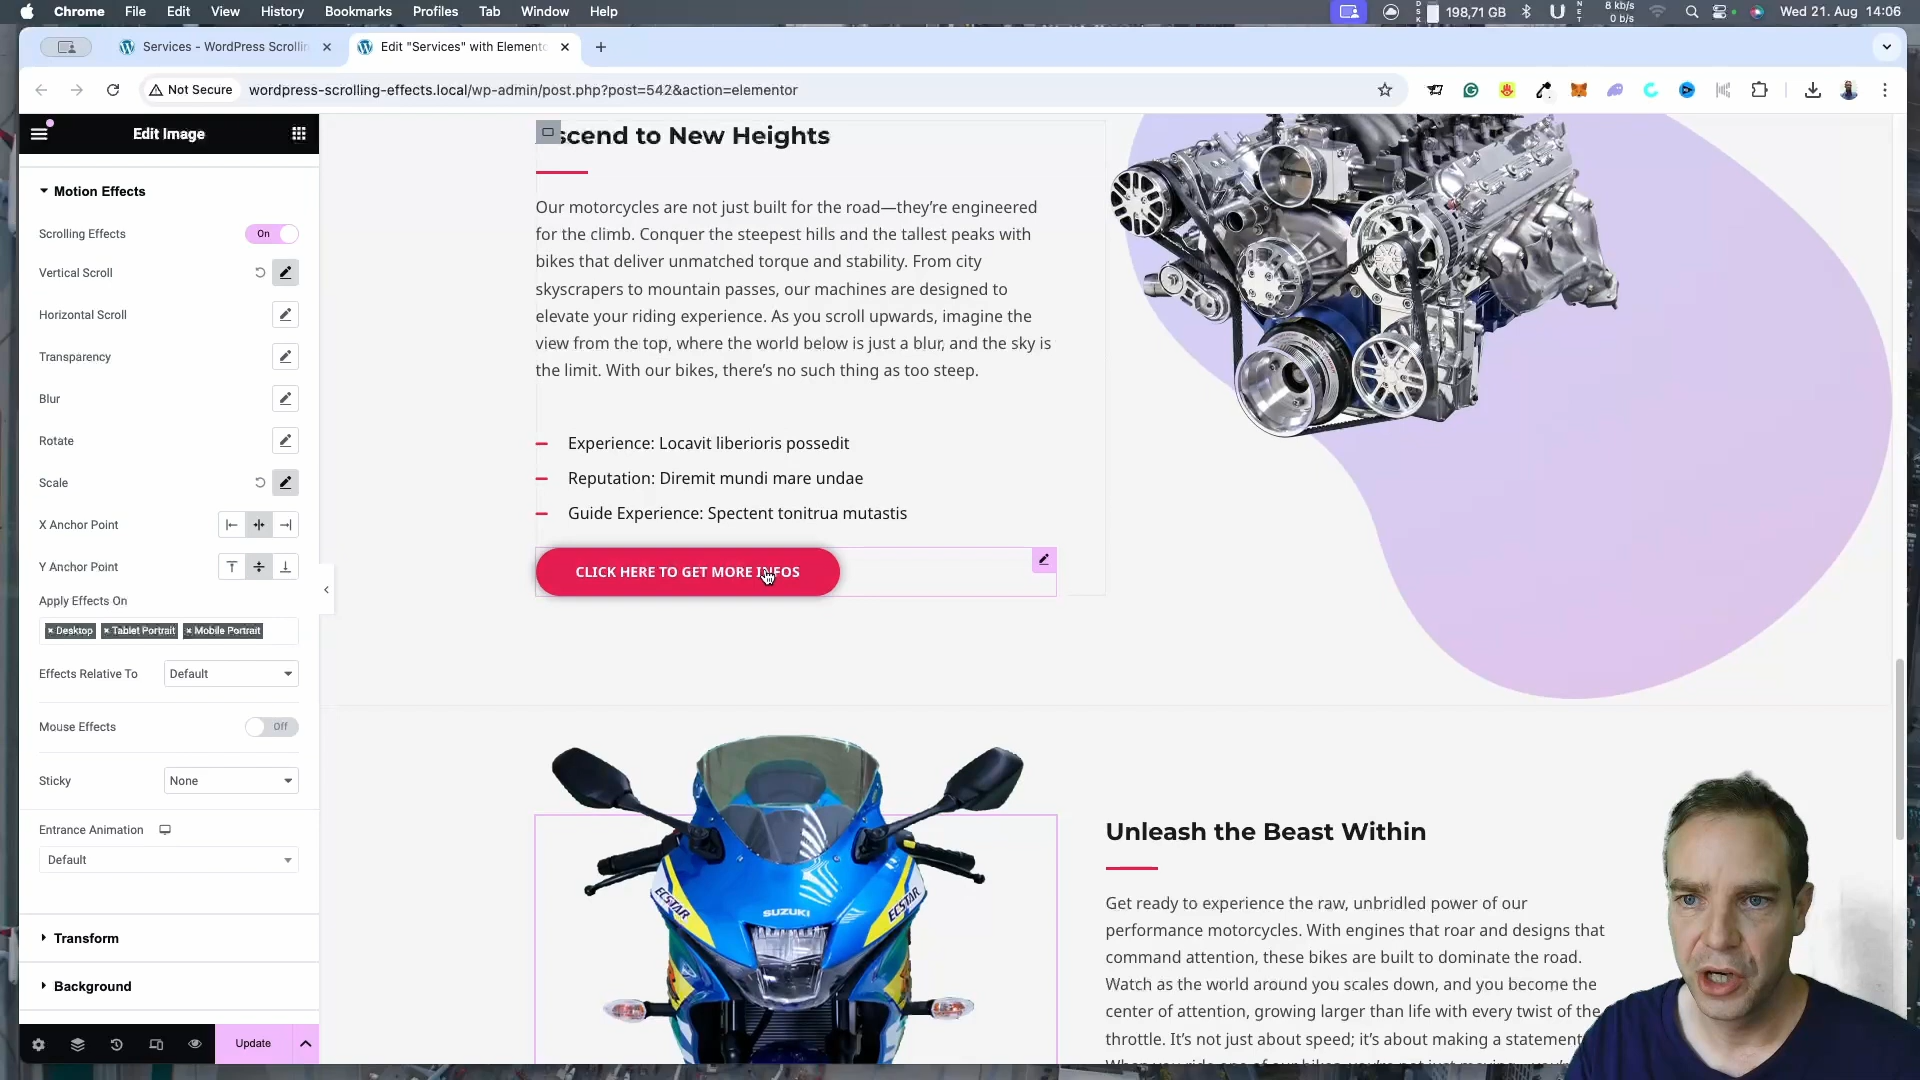 Chrome File Edit View History Bookmarks Profiles Tab Window Help
198,71 GB
8 kb/s
0 b/s
Wed 21. Aug 14:06
Services - WordPress Scrollin
Edit "Services" with Elemento
Not Secure
wordpress-scrolling-effects.local/wp-admin/post.php?post=542&action=elementor
Edit Image
Motion Effects
Scrolling Effects
On
Vertical Scroll
Horizontal Scroll
Transparency
Blur
Rotate
Scale
X Anchor Point
Y Anchor Point
Apply Effects On
× Desktop × Tablet Portrait × Mobile Portrait
Effects Relative To
Default
Mouse Effects
Off
Sticky
None
Entrance Animation
Default
Transform
Background
Update
scend to New Heights
Our motorcycles are not just built for the road—they’re engineered
for the climb. Conquer the steepest hills and the tallest peaks with
bikes that deliver unmatched torque and stability. From city
skyscrapers to mountain passes, our machines are designed to
elevate your riding experience. As you scroll upwards, imagine the
view from the top, where the world below is just a blur, and the sky is
the limit. With our bikes, there’s no such thing as too steep.
Experience: Locavit liberioris possedit
Reputation: Diremit mundi mare undae
Guide Experience: Spectent tonitrua mutastis
CLICK HERE TO GET MORE INFOS
ECSTAR
ECSTAR
SUZUKI
Unleash the Beast Within
Get ready to experience the raw, unbridled power of our
performance motorcycles. With engines that roar and designs that
command attention, these bikes are built to dominate the road.
Watch as the world around you scales down, and you become the
center of attention, growing larger than life with every twist of the
throttle. It’s not just about speed; it’s about making a statement